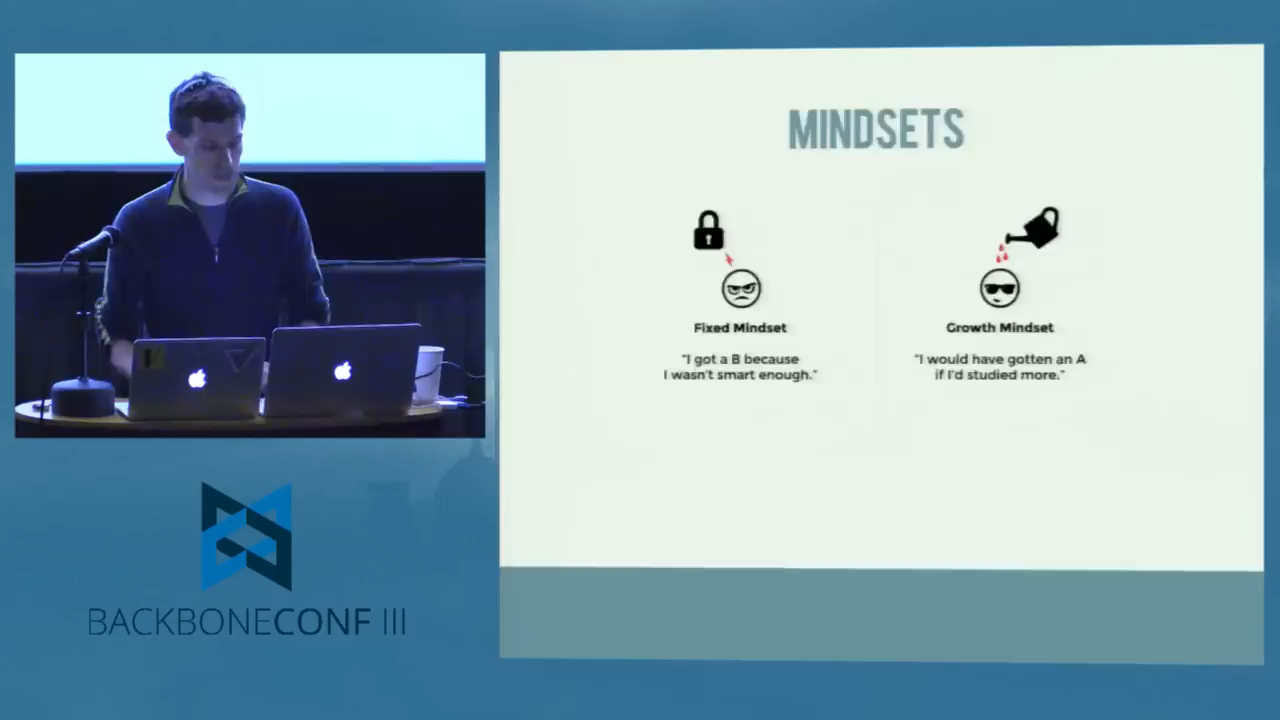 MINDSETS
Fixed Mindset
"I got a B because
I wasn't smart enough."
Growth Mindset
"I would have gotten an A
if I'd studied more."
BACKBONECONF III